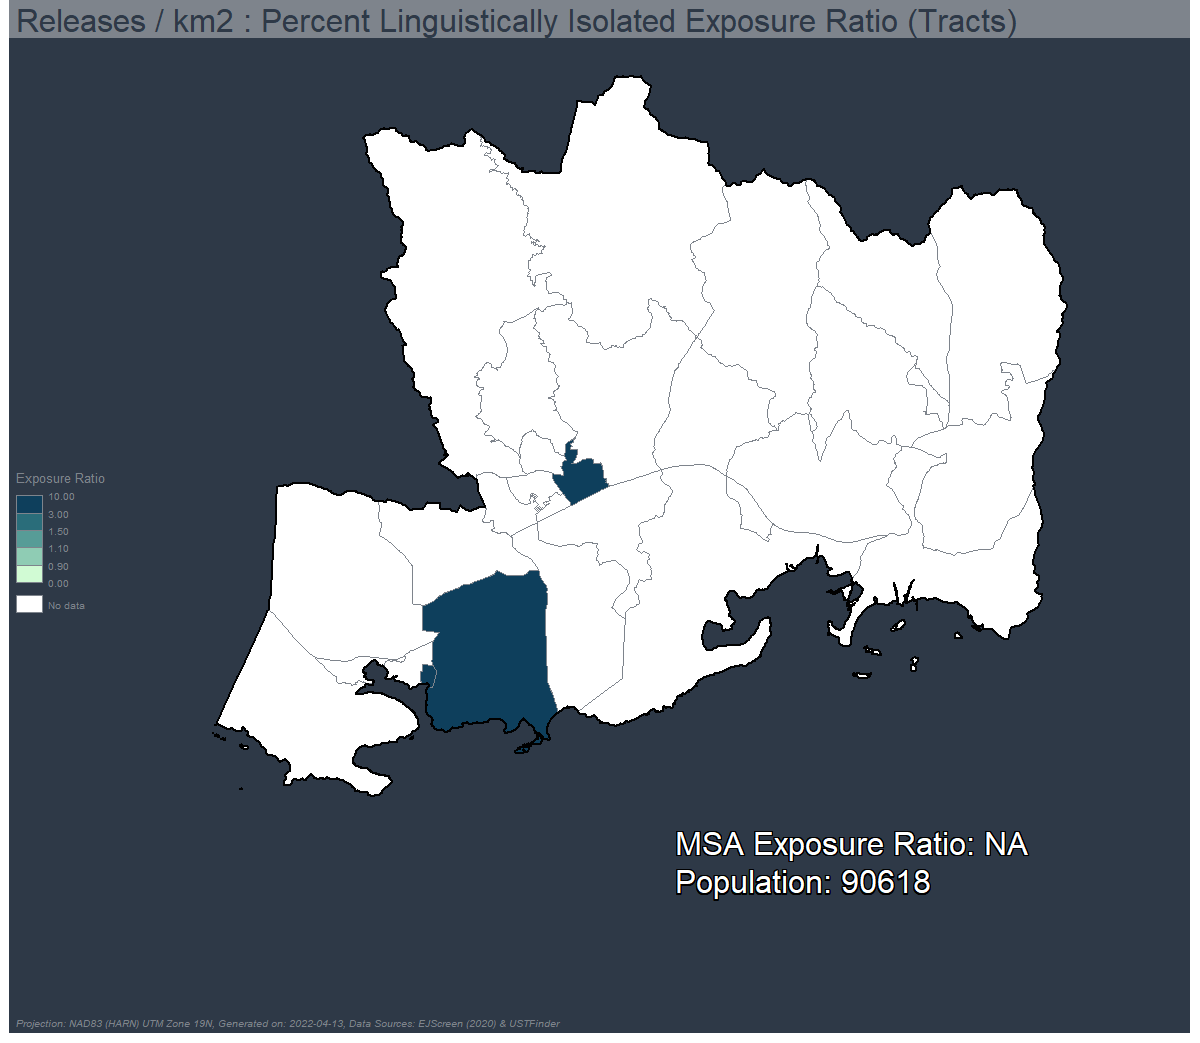 Releases / km2 : Percent Linguistically Isolated Exposure Ratio (Tracts)
Exposure Ratio
10.00
3.00
1.50
1.10
0.90
0.00
No data
MSA Exposure Ratio: NA
Population: 90618
Projection: NAD83 (HARN) UTM Zone 19N, Generated on: 2022-04-13, Data Sources: EJScreen (2020) & USTFinder